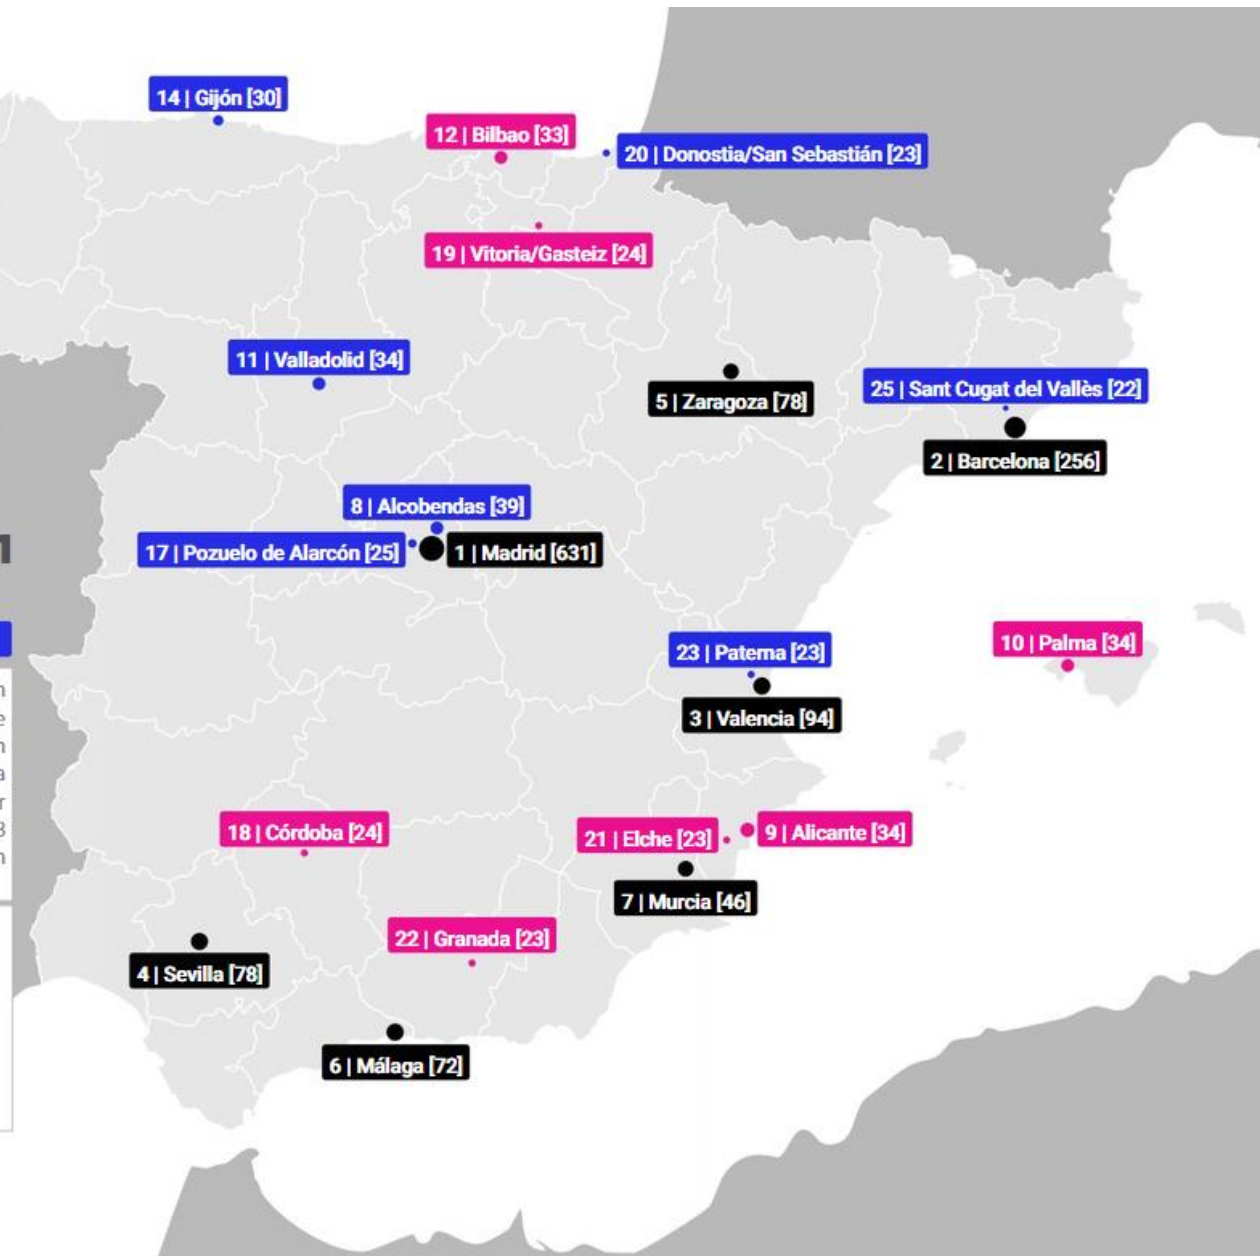 14 | Gijón [30]
12 | Bilbao [33]
20 | Donostia/San Sebastián [23]
19 | Vitoria/Gasteiz [24]
11 | Valladolid [34]
5 | Zaragoza [78]
25 | Sant Cugat del Vallès [22]
2 | Barcelona [256]
8 | Alcobendas [39]
17 | Pozuelo de Alarcón [25]
1 | Madrid [631]
23 | Paterna [23]
10 | Palma [34]
3 | Valencia [94]
18 | Córdoba [24]
21 | Elche [23]
9 | Alicante [34]
7 | Murcia [46]
22 | Granada [23]
4 | Sevilla [78]
6 | Málaga [72]